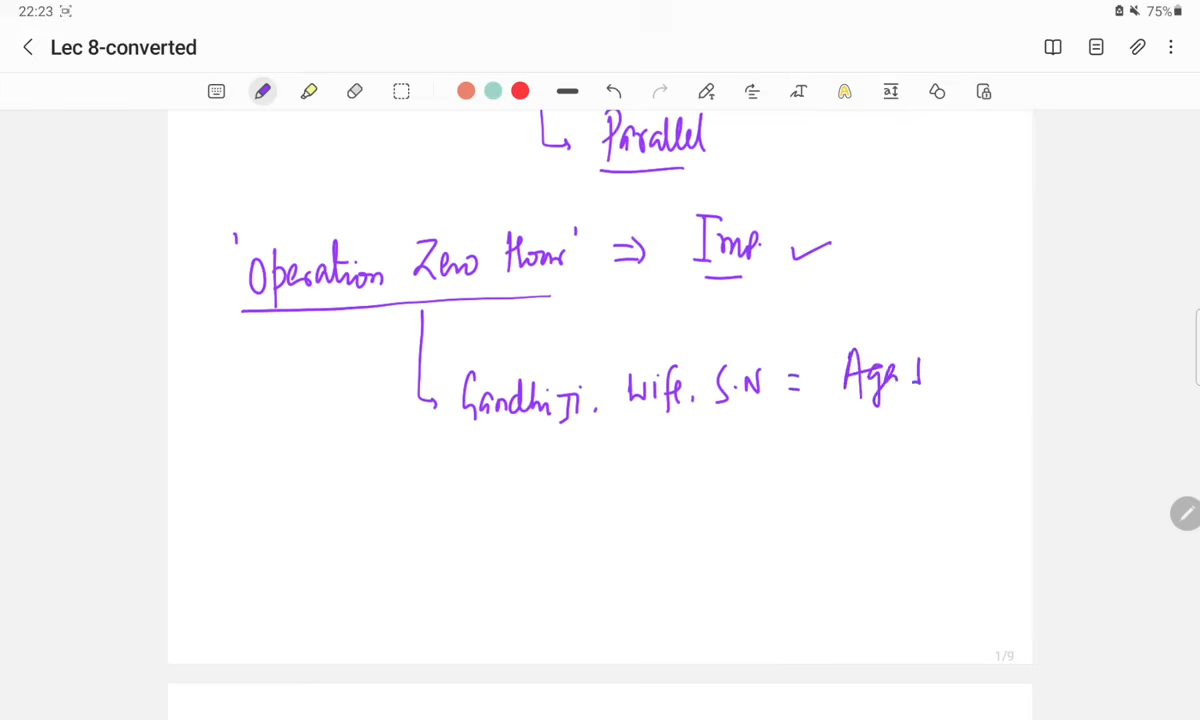 22:23 75%
Lec 8-converted
↳ Parallel
'Operation Zero Hour' ⇒ Imp. ✓
↳ GandhiJi. Wife. S.N = Aga
1/9